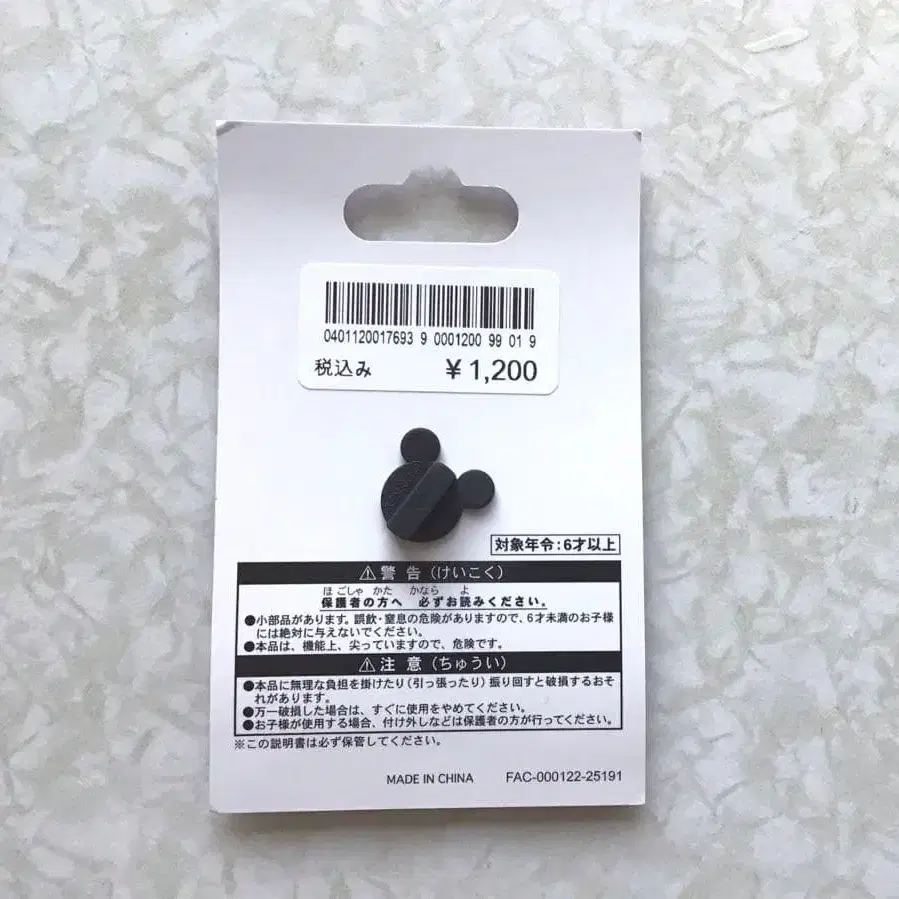 0401120017693 9 0001200 99 01 9
税込み ¥1,200
対象年令:6才以上
⚠警告(けいこく)
ほごしゃ かた かなら よ
保護者の方へ 必ずお読みください。
●小部品があります。誤飲・窒息の危険がありますので、6才未満のお子様
には絶対に与えないでください。
●本品は、機能上、尖っていますので、危険です。
⚠注意(ちゅうい)
●本品に無理な負担を掛けたり(引っ張ったり)振り回すと破損するおそ
れがあります。
●万一破損した場合は、すぐに使用をやめてください。
●お子様が使用する場合、付け外しなどは保護者の方が行ってください。
※この説明書は必ず保管してください。
MADE IN CHINA FAC-000122-25191